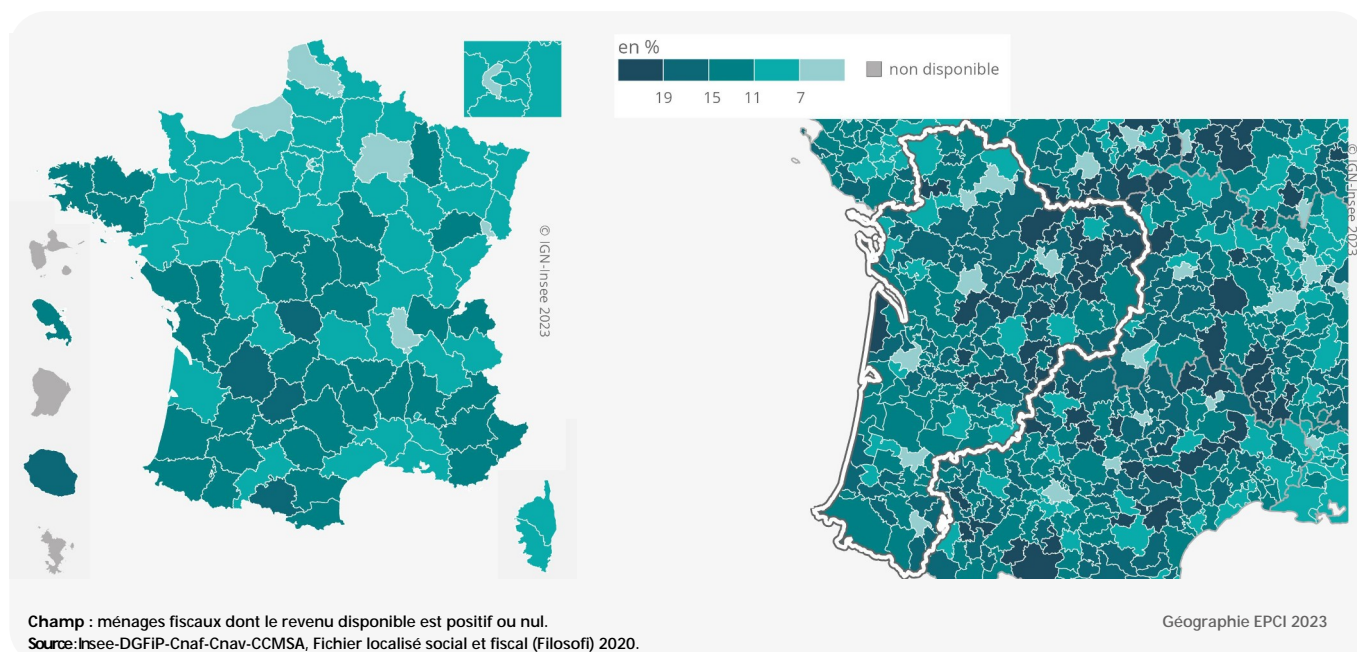 en %
19 15 11 7
non disponible
© IGN-Insee 2023
© IGN-Insee 2023
Champ : ménages fiscaux dont le revenu disponible est positif ou nul.
Source:Insee-DGFiP-Cnaf-Cnav-CCMSA, Fichier localisé social et fiscal (Filosofi) 2020.
Géographie EPCI 2023